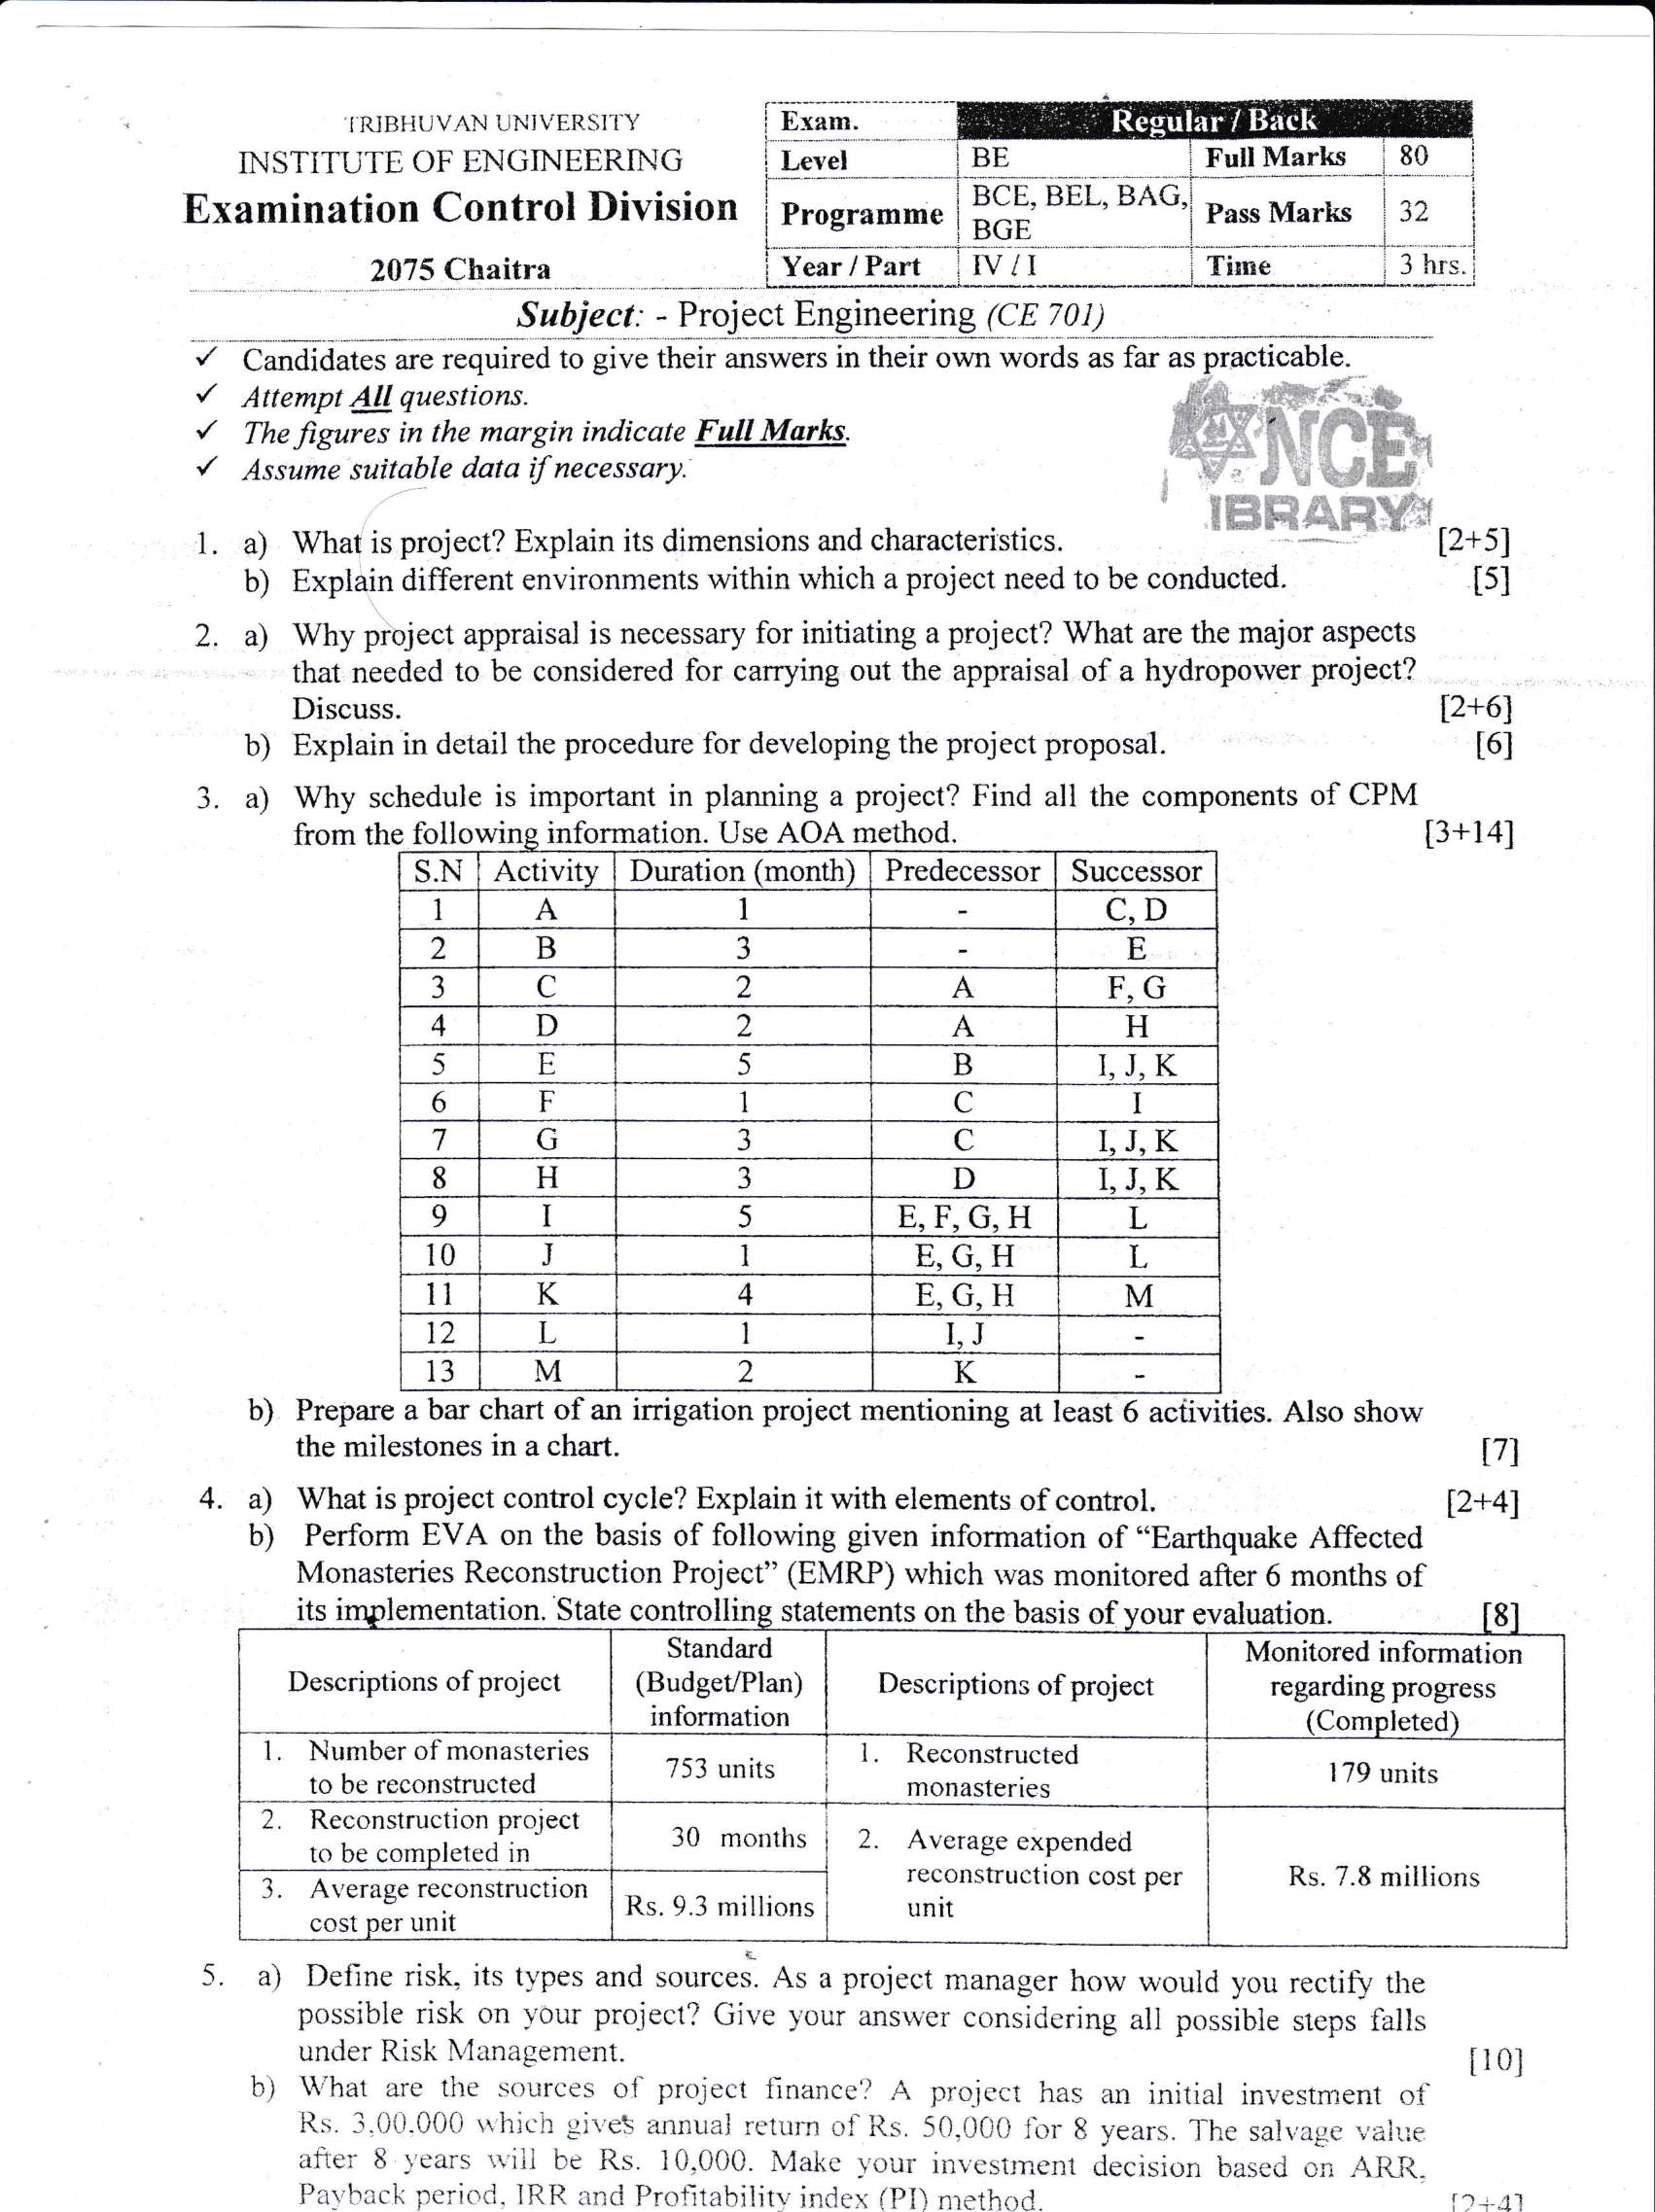 TRIBHUVAN UNIVERSITY
INSTITUTE OF ENGINEERING
Examination Control Division
2075 Chaitra
Exam. Regular / Back
Level BE Full Marks 80
Programme BCE, BEL, BAG, BGE Pass Marks 32
Year / Part IV / I Time 3 hrs.
Subject: - Project Engineering (CE 701)
✓ Candidates are required to give their answers in their own words as far as practicable.
✓ Attempt All questions.
✓ The figures in the margin indicate Full Marks.
✓ Assume suitable data if necessary.
NCE
IBRARY
1. a) What is project? Explain its dimensions and characteristics. [2+5]
b) Explain different environments within which a project need to be conducted. [5]
2. a) Why project appraisal is necessary for initiating a project? What are the major aspects
that needed to be considered for carrying out the appraisal of a hydropower project?
Discuss. [2+6]
b) Explain in detail the procedure for developing the project proposal. [6]
3. a) Why schedule is important in planning a project? Find all the components of CPM
from the following information. Use AOA method. [3+14]
S.N Activity Duration (month) Predecessor Successor
1 A 1 - C, D
2 B 3 - E
3 C 2 A F, G
4 D 2 A H
5 E 5 B I, J, K
6 F 1 C I
7 G 3 C I, J, K
8 H 3 D I, J, K
9 I 5 E, F, G, H L
10 J 1 E, G, H L
11 K 4 E, G, H M
12 L 1 I, J -
13 M 2 K -
b) Prepare a bar chart of an irrigation project mentioning at least 6 activities. Also show
the milestones in a chart. [7]
4. a) What is project control cycle? Explain it with elements of control. [2+4]
b) Perform EVA on the basis of following given information of “Earthquake Affected
Monasteries Reconstruction Project” (EMRP) which was monitored after 6 months of
its implementation. State controlling statements on the basis of your evaluation. [8]
Descriptions of project
Standard
(Budget/Plan)
information
Descriptions of project
Monitored information
regarding progress
(Completed)
1. Number of monasteries
to be reconstructed
753 units
1. Reconstructed
monasteries
179 units
2. Reconstruction project
to be completed in
30 months
2. Average expended
reconstruction cost per
unit
Rs. 7.8 millions
3. Average reconstruction
cost per unit
Rs. 9.3 millions
5. a) Define risk, its types and sources. As a project manager how would you rectify the
possible risk on your project? Give your answer considering all possible steps falls
under Risk Management. [10]
b) What are the sources of project finance? A project has an initial investment of
Rs. 3,00,000 which gives annual return of Rs. 50,000 for 8 years. The salvage value
after 8 years will be Rs. 10,000. Make your investment decision based on ARR,
Payback period, IRR and Profitability index (PI) method. [2+4]